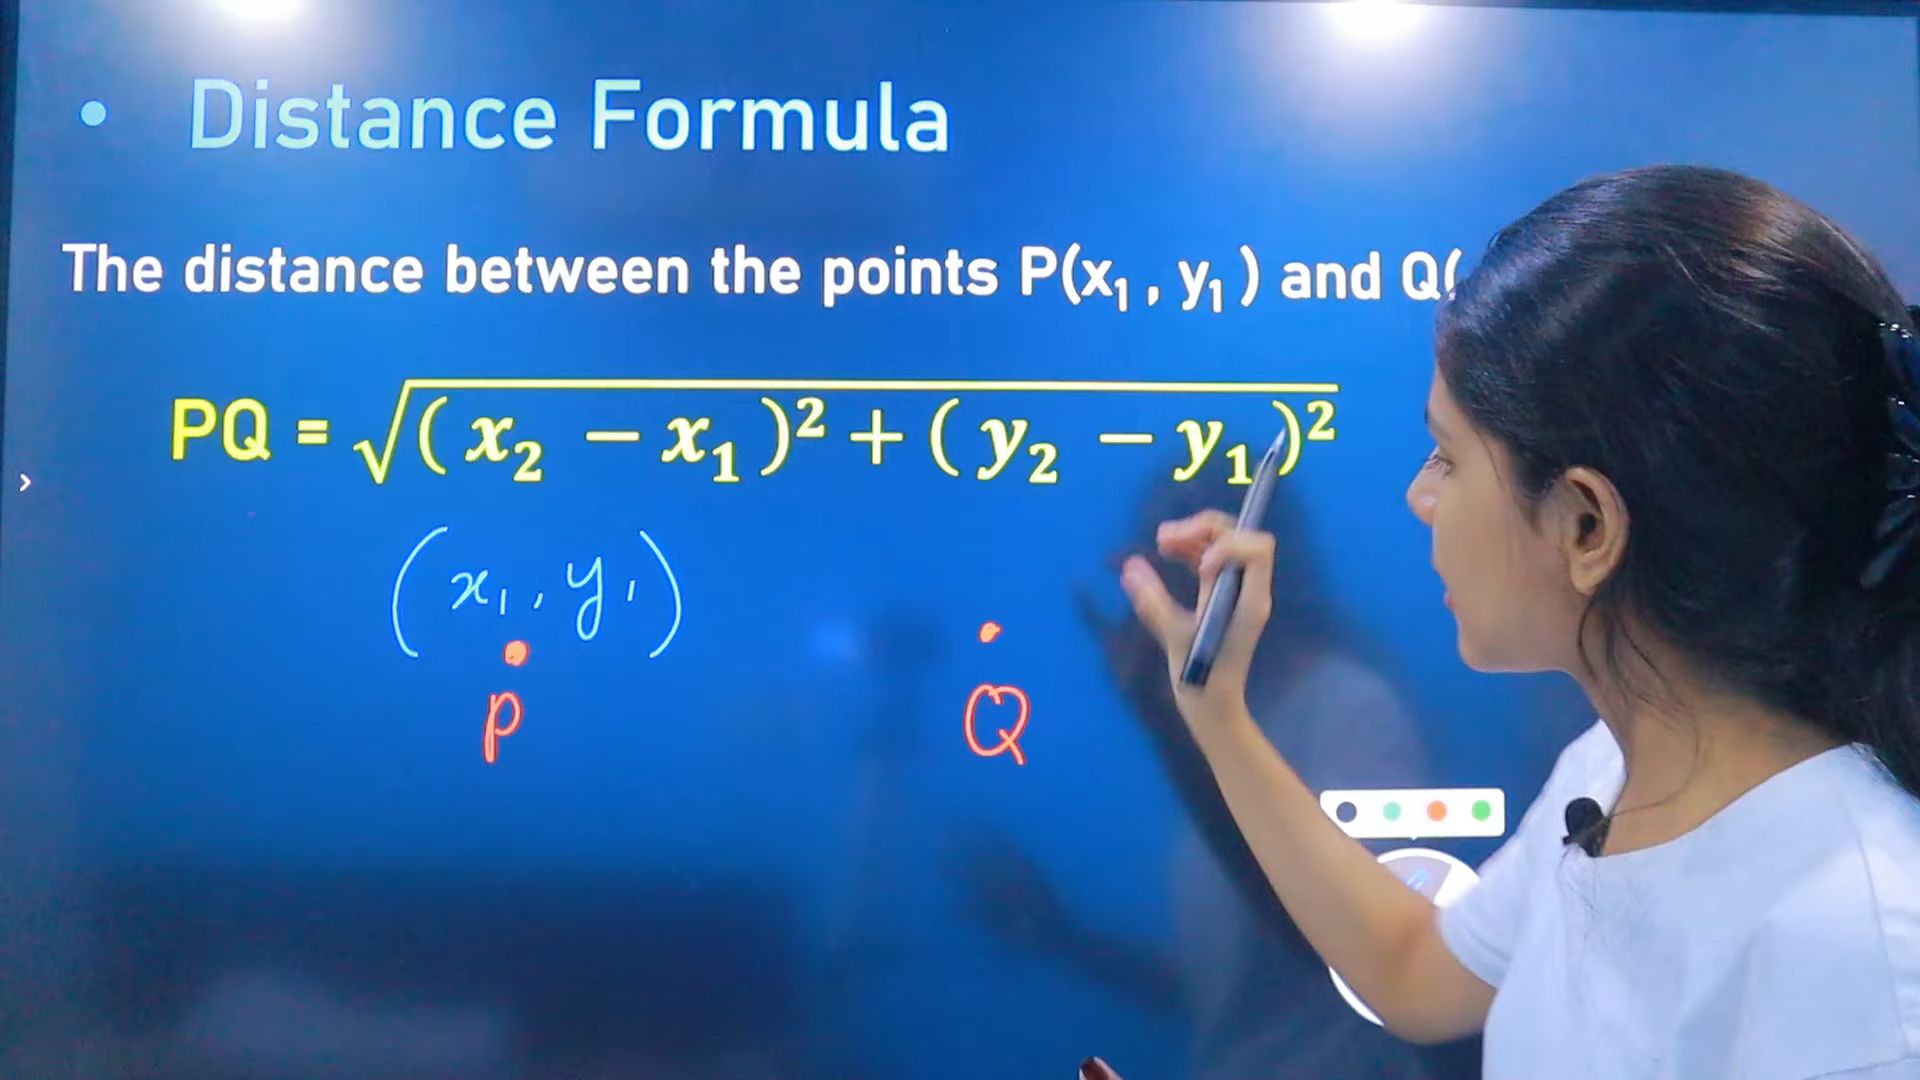 • Distance Formula
The distance between the points P(x₁ , y₁ ) and Q(
PQ = √( x₂ − x₁ )² + ( y₂ − y₁ )²
(x₁, y₁)
P Q